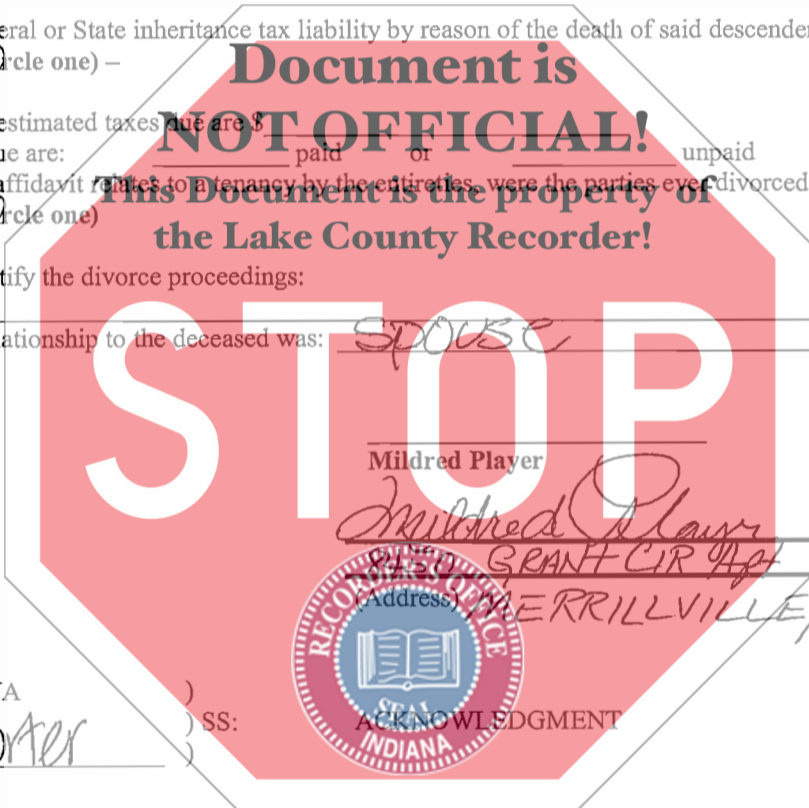 eral or State inheritance tax liability by reason of the death of said descende
rcle one) –
Document is
estimated taxes due are $
NOT OFFICIAL!
e are: paid or unpaid
affidavit relates to a tenancy by the entireties, were the parties ever divorced
This Document is the property of
rcle one)
the Lake County Recorder!
tify the divorce proceedings:
STOP
ationship to the deceased was: SPOUSE
Mildred Player
Mildred Player
GRANT CIR Apt
(Address) MERRILLVILLE,
RECORDER'S OFFICE
SEAL
INDIANA
A )
) SS: ACKNOWLEDGMENT
rter )